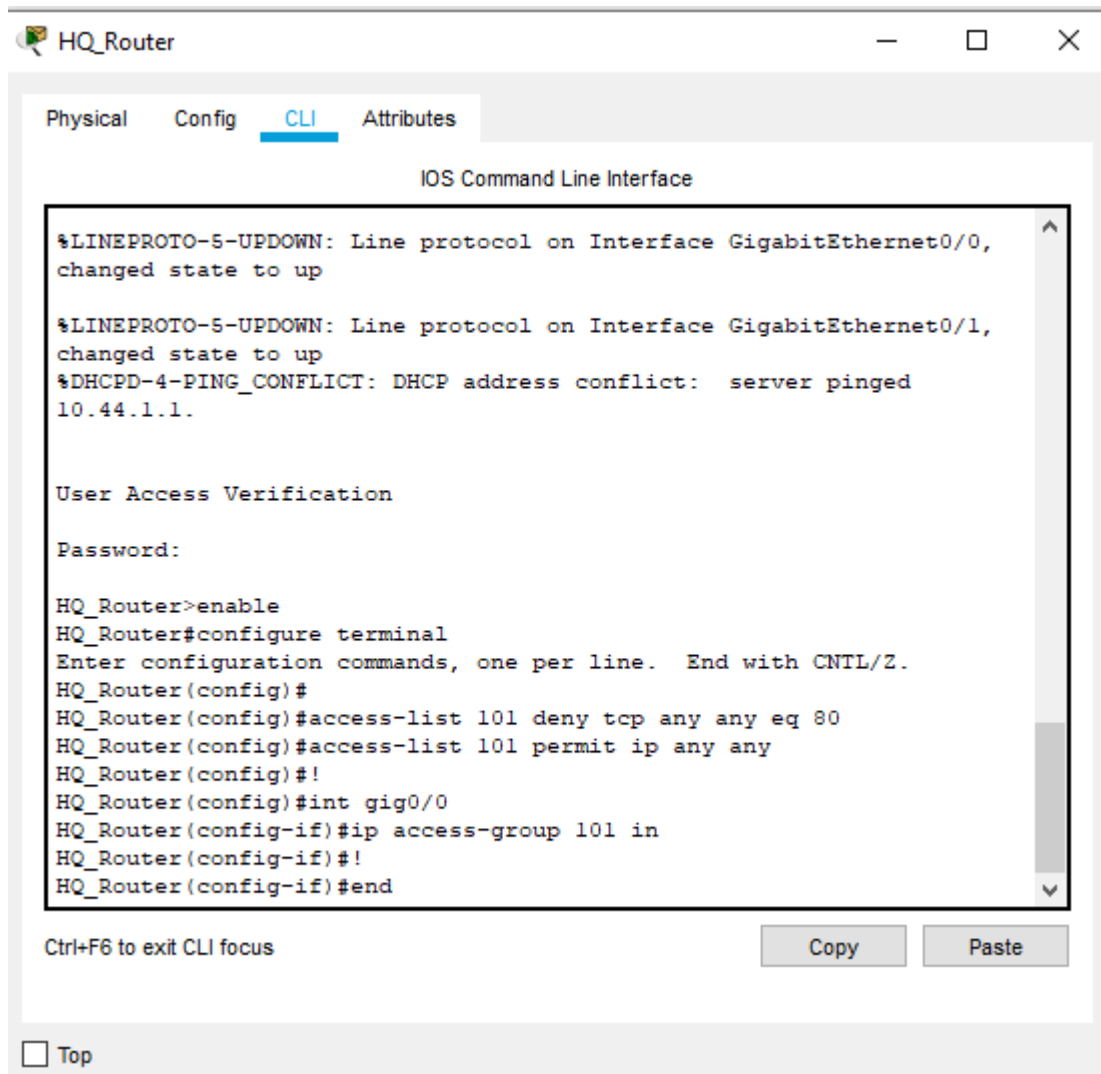 HQ_Router
Physical Config CLI Attributes
IOS Command Line Interface
%LINEPROTO-5-UPDOWN: Line protocol on Interface GigabitEthernet0/0,
changed state to up
%LINEPROTO-5-UPDOWN: Line protocol on Interface GigabitEthernet0/1,
changed state to up
%DHCPD-4-PING_CONFLICT: DHCP address conflict:  server pinged
10.44.1.1.
User Access Verification
Password:
HQ_Router>enable
HQ_Router#configure terminal
Enter configuration commands, one per line.  End with CNTL/Z.
HQ_Router(config)#
HQ_Router(config)#access-list 101 deny tcp any any eq 80
HQ_Router(config)#access-list 101 permit ip any any
HQ_Router(config)#!
HQ_Router(config)#int gig0/0
HQ_Router(config-if)#ip access-group 101 in
HQ_Router(config-if)#!
HQ_Router(config-if)#end
Ctrl+F6 to exit CLI focus Copy Paste
Top